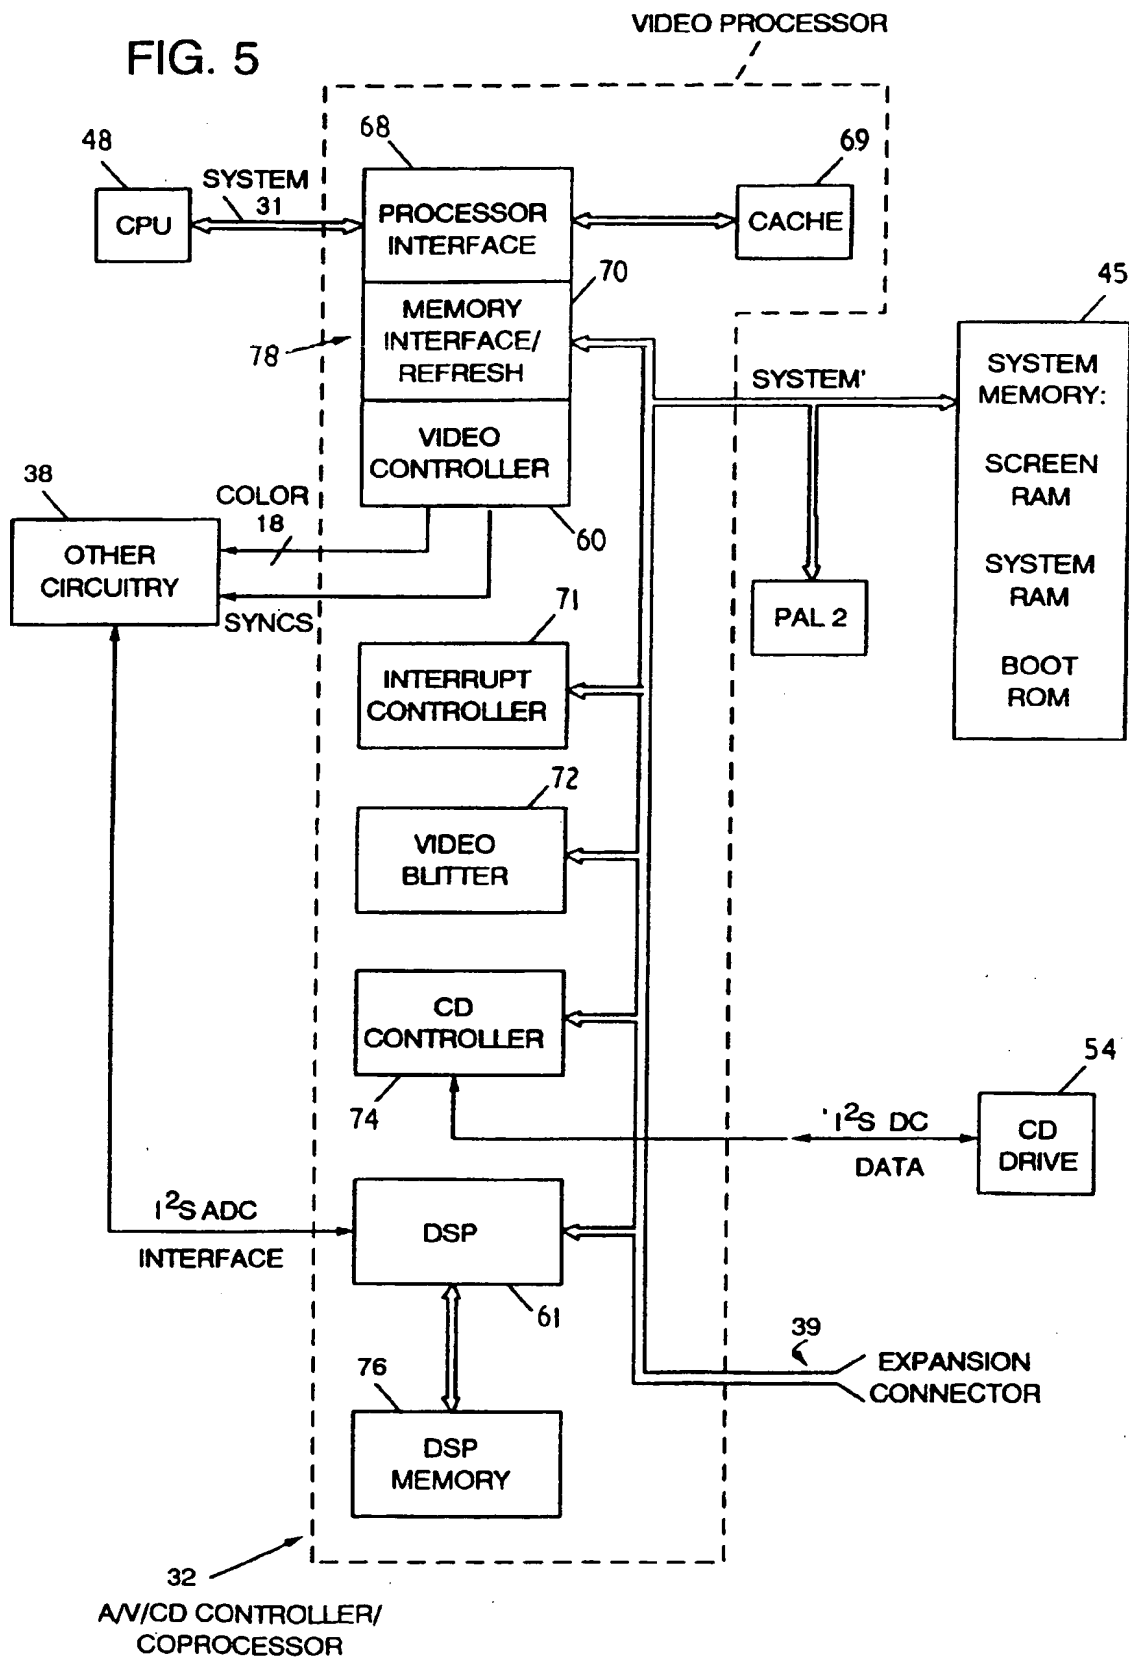 VIDEO PROCESSOR
FIG. 5
48
68
69
SYSTEM
31
CPU
PROCESSOR
INTERFACE
CACHE
70
45
78
MEMORY
INTERFACE/
REFRESH
SYSTEM'
SYSTEM
MEMORY:
SCREEN
RAM
SYSTEM
RAM
BOOT
ROM
VIDEO
CONTROLLER
38
COLOR
18
60
OTHER
CIRCUITRY
SYNCS
PAL 2
71
INTERRUPT
CONTROLLER
72
VIDEO
BLITTER
CD
CONTROLLER
74
54
I2S DC
DATA
CD
DRIVE
I2S ADC
INTERFACE
DSP
61
39
EXPANSION
CONNECTOR
76
DSP
MEMORY
32
A/V/CD CONTROLLER/
COPROCESSOR